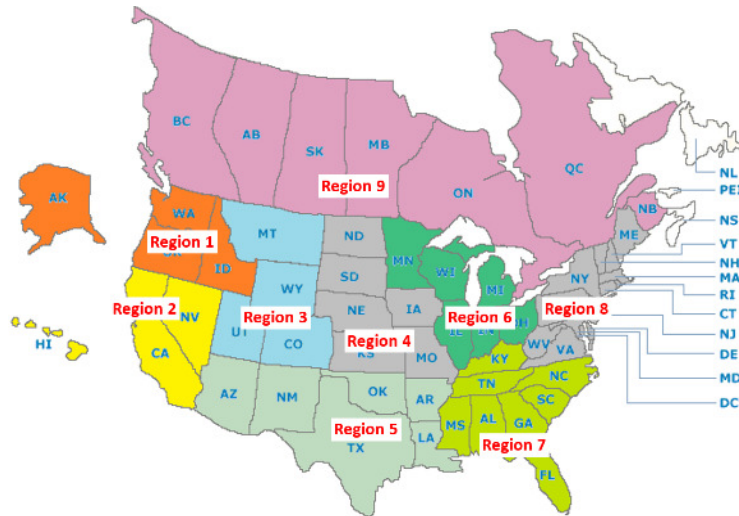 BC
AB
SK
MB
ON
QC
NL
PEI
NB
NS
Region 9
AK
WA
Region 1
ID
MT
ND
MN
WI
MI
ME
VT
NH
MA
RI
CT
NJ
DE
MD
DC
NY
SD
WY
Region 2
NV
CA
HI
UT
Region 3
CO
NE
IA
Region 4
KS
MO
Region 6
IL
IN
OH
Region 8
WV
VA
KY
TN
NC
SC
AZ
NM
OK
AR
Region 5
TX
LA
MS
AL
GA
Region 7
FL